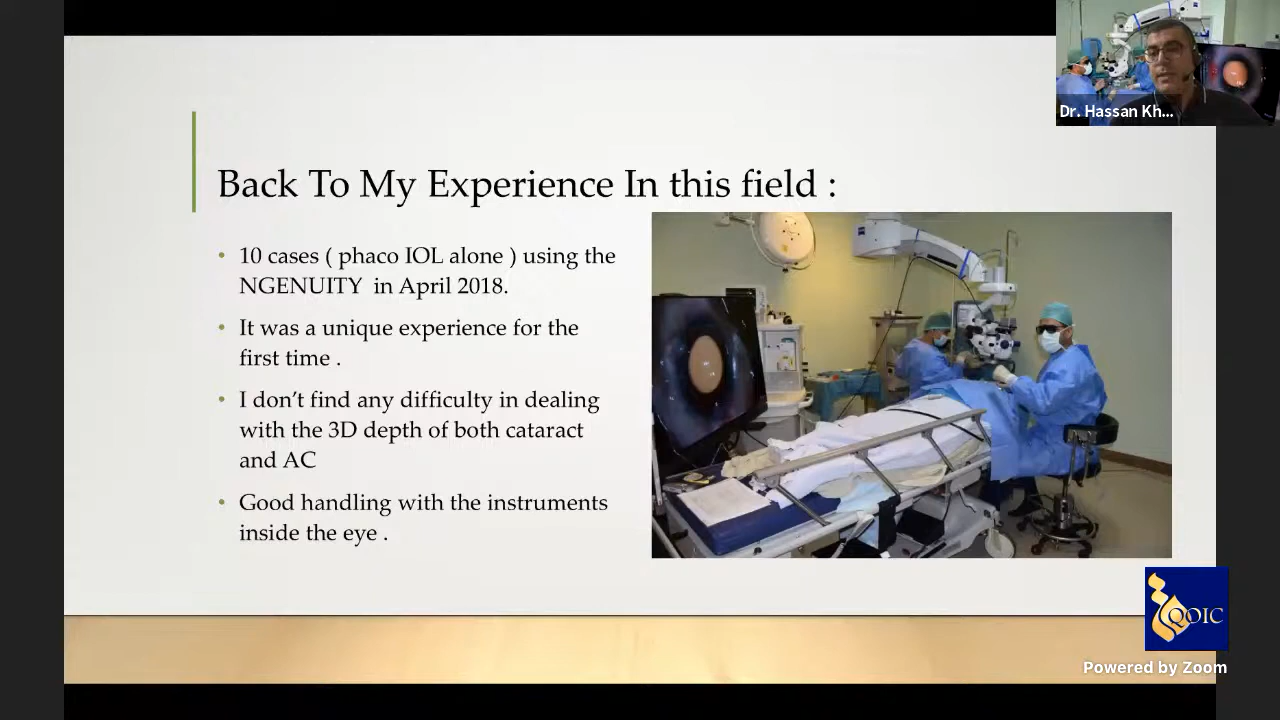 Dr. Hassan Kh...
Back To My Experience In this field :
• 10 cases ( phaco IOL alone ) using the
NGENUITY in April 2018.
• It was a unique experience for the
first time .
• I don't find any difficulty in dealing
with the 3D depth of both cataract
and AC
• Good handling with the instruments
inside the eye .
QOIC
Powered by Zoom